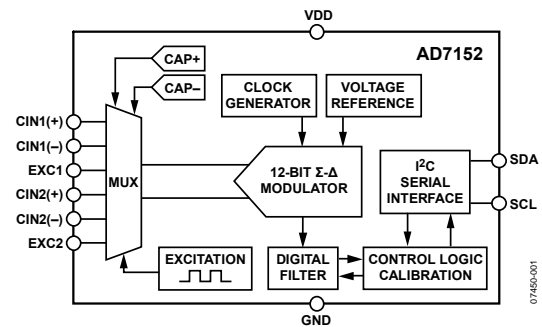 VDD
AD7152
CAP+
CAP–
CLOCK
GENERATOR
VOLTAGE
REFERENCE
CIN1(+)
CIN1(–)
EXC1
CIN2(+)
CIN2(–)
EXC2
MUX
12-BIT Σ-Δ
MODULATOR
I²C
SERIAL
INTERFACE
SDA
SCL
EXCITATION
DIGITAL
FILTER
CONTROL LOGIC
CALIBRATION
GND
07450-001